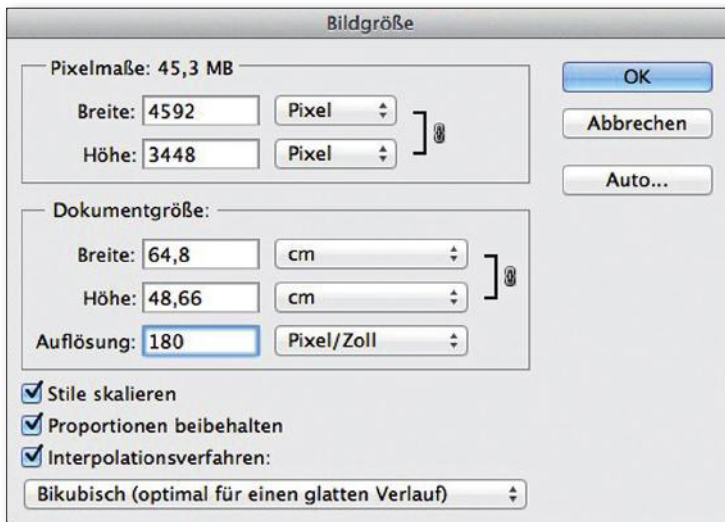 Bildgröße
Pixelmaße: 45,3 MB
Breite: 4592 Pixel
Höhe: 3448 Pixel
OK
Abbrechen
Auto...
Dokumentgröße:
Breite: 64,8 cm
Höhe: 48,66 cm
Auflösung: 180 Pixel/Zoll
Stile skalieren
Proportionen beibehalten
Interpolationsverfahren:
Bikubisch (optimal für einen glatten Verlauf)